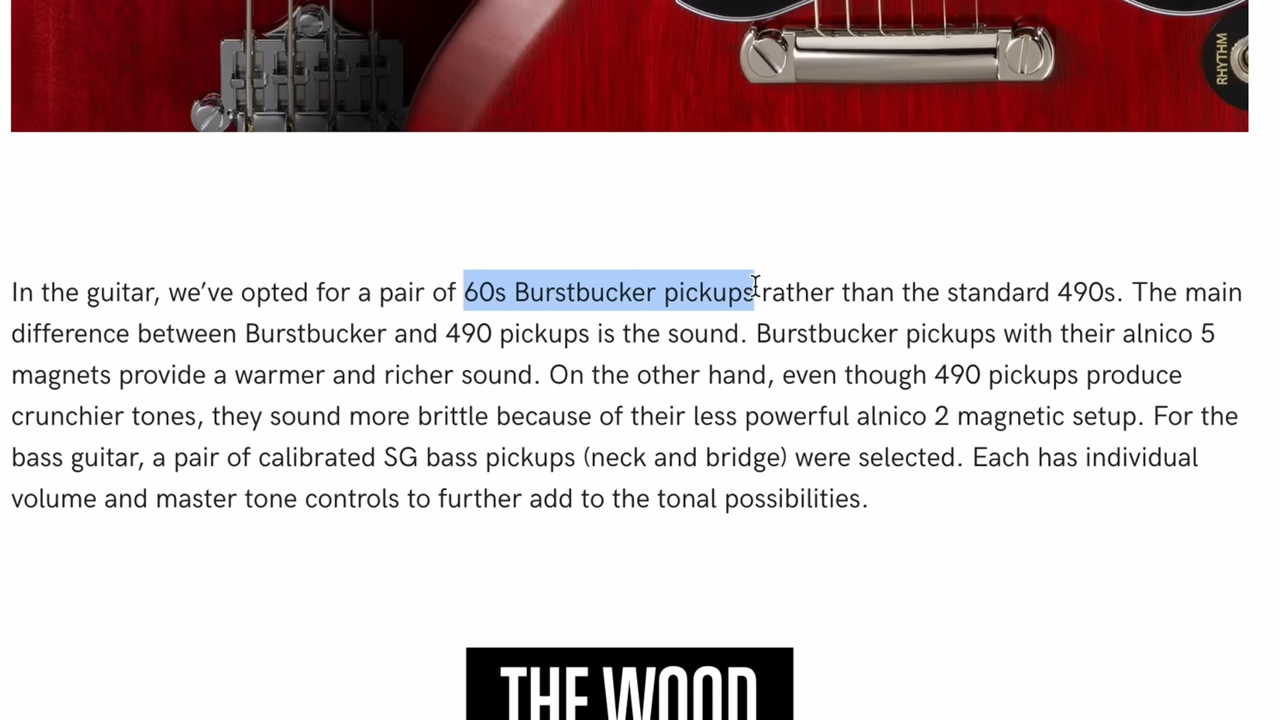 RHYTHM
In the guitar, we’ve opted for a pair of 60s Burstbucker pickups rather than the standard 490s. The main
difference between Burstbucker and 490 pickups is the sound. Burstbucker pickups with their alnico 5
magnets provide a warmer and richer sound. On the other hand, even though 490 pickups produce
crunchier tones, they sound more brittle because of their less powerful alnico 2 magnetic setup. For the
bass guitar, a pair of calibrated SG bass pickups (neck and bridge) were selected. Each has individual
volume and master tone controls to further add to the tonal possibilities.
THE WOOD